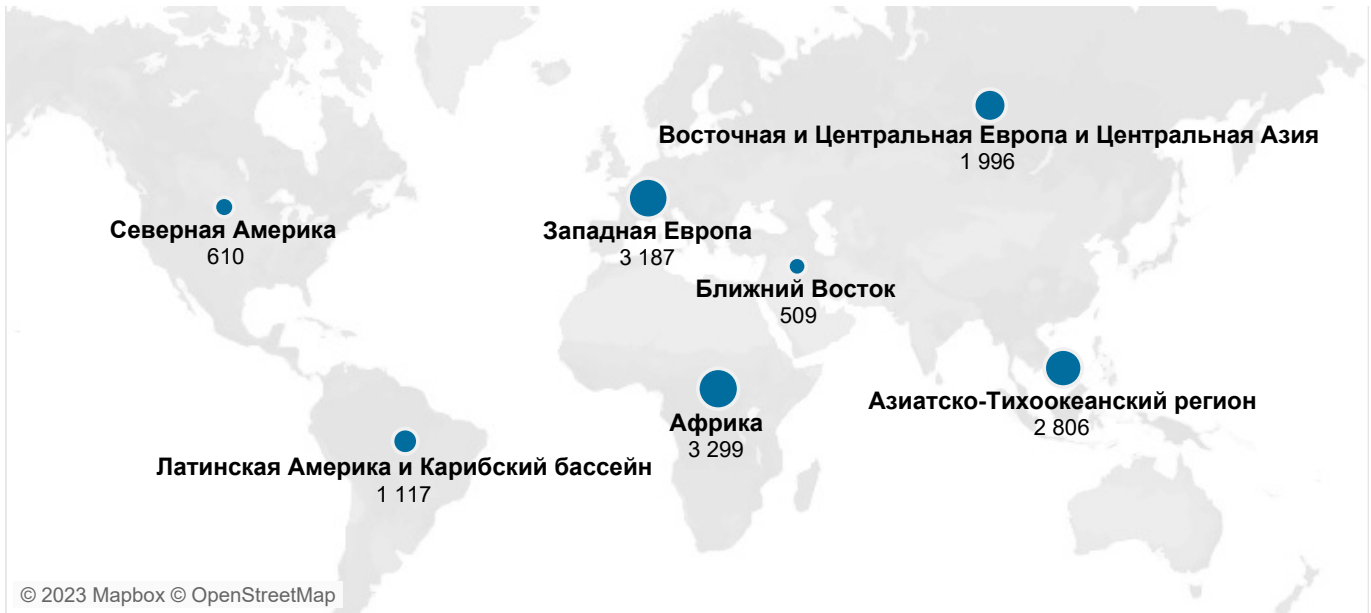 Восточная и Центральная Европа и Центральная Азия
1 996
Северная Америка
610
Западная Европа
3 187
Ближний Восток
509
Азиатско-Тихоокеанский регион
2 806
Африка
3 299
Латинская Америка и Карибский бассейн
1 117
© 2023 Mapbox © OpenStreetMap